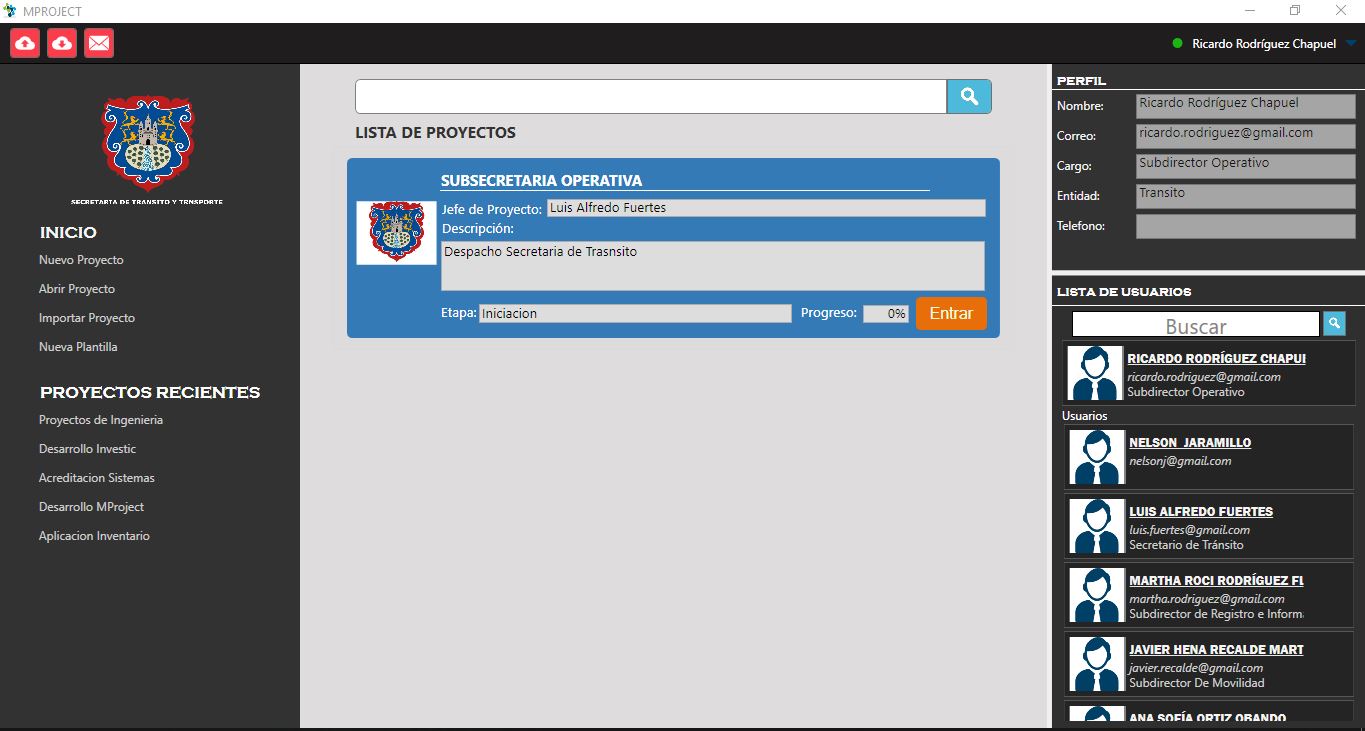 MPROJECT
Ricardo Rodríguez Chapuel
SECRETARIA DE TRANSITO Y TRNSPORTE
INICIO
Nuevo Proyecto
Abrir Proyecto
Importar Proyecto
Nueva Plantilla
PROYECTOS RECIENTES
Proyectos de Ingenieria
Desarrollo Investic
Acreditacion Sistemas
Desarrollo MProject
Aplicacion Inventario
LISTA DE PROYECTOS
SUBSECRETARIA OPERATIVA
Jefe de Proyecto: Luis Alfredo Fuertes
Descripción:
Despacho Secretaria de Trasnsito
Etapa: Iniciacion Progreso: 0% Entrar
PERFIL
Nombre: Ricardo Rodríguez Chapuel
Correo: ricardo.rodriguez@gmail.com
Cargo: Subdirector Operativo
Entidad: Transito
Telefono:
LISTA DE USUARIOS
Buscar
RICARDO RODRÍGUEZ CHAPUI
ricardo.rodriguez@gmail.com
Subdirector Operativo
Usuarios
NELSON JARAMILLO
nelsonj@gmail.com
LUIS ALFREDO FUERTES
luis.fuertes@gmail.com
Secretario de Tránsito
MARTHA ROCI RODRÍGUEZ FL
martha.rodriguez@gmail.com
Subdirector de Registro e Informa
JAVIER HENA RECALDE MART
javier.recalde@gmail.com
Subdirector De Movilidad
ANA SOFÍA ORTIZ OBANDO